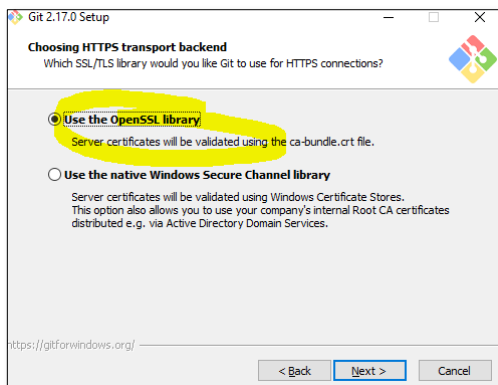 Git 2.17.0 Setup
Choosing HTTPS transport backend
Which SSL/TLS library would you like Git to use for HTTPS connections?
Use the OpenSSL library
Server certificates will be validated using the ca-bundle.crt file.
Use the native Windows Secure Channel library
Server certificates will be validated using Windows Certificate Stores.
This option also allows you to use your company's internal Root CA certificates
distributed e.g. via Active Directory Domain Services.
https://gitforwindows.org/
< Back
Next >
Cancel